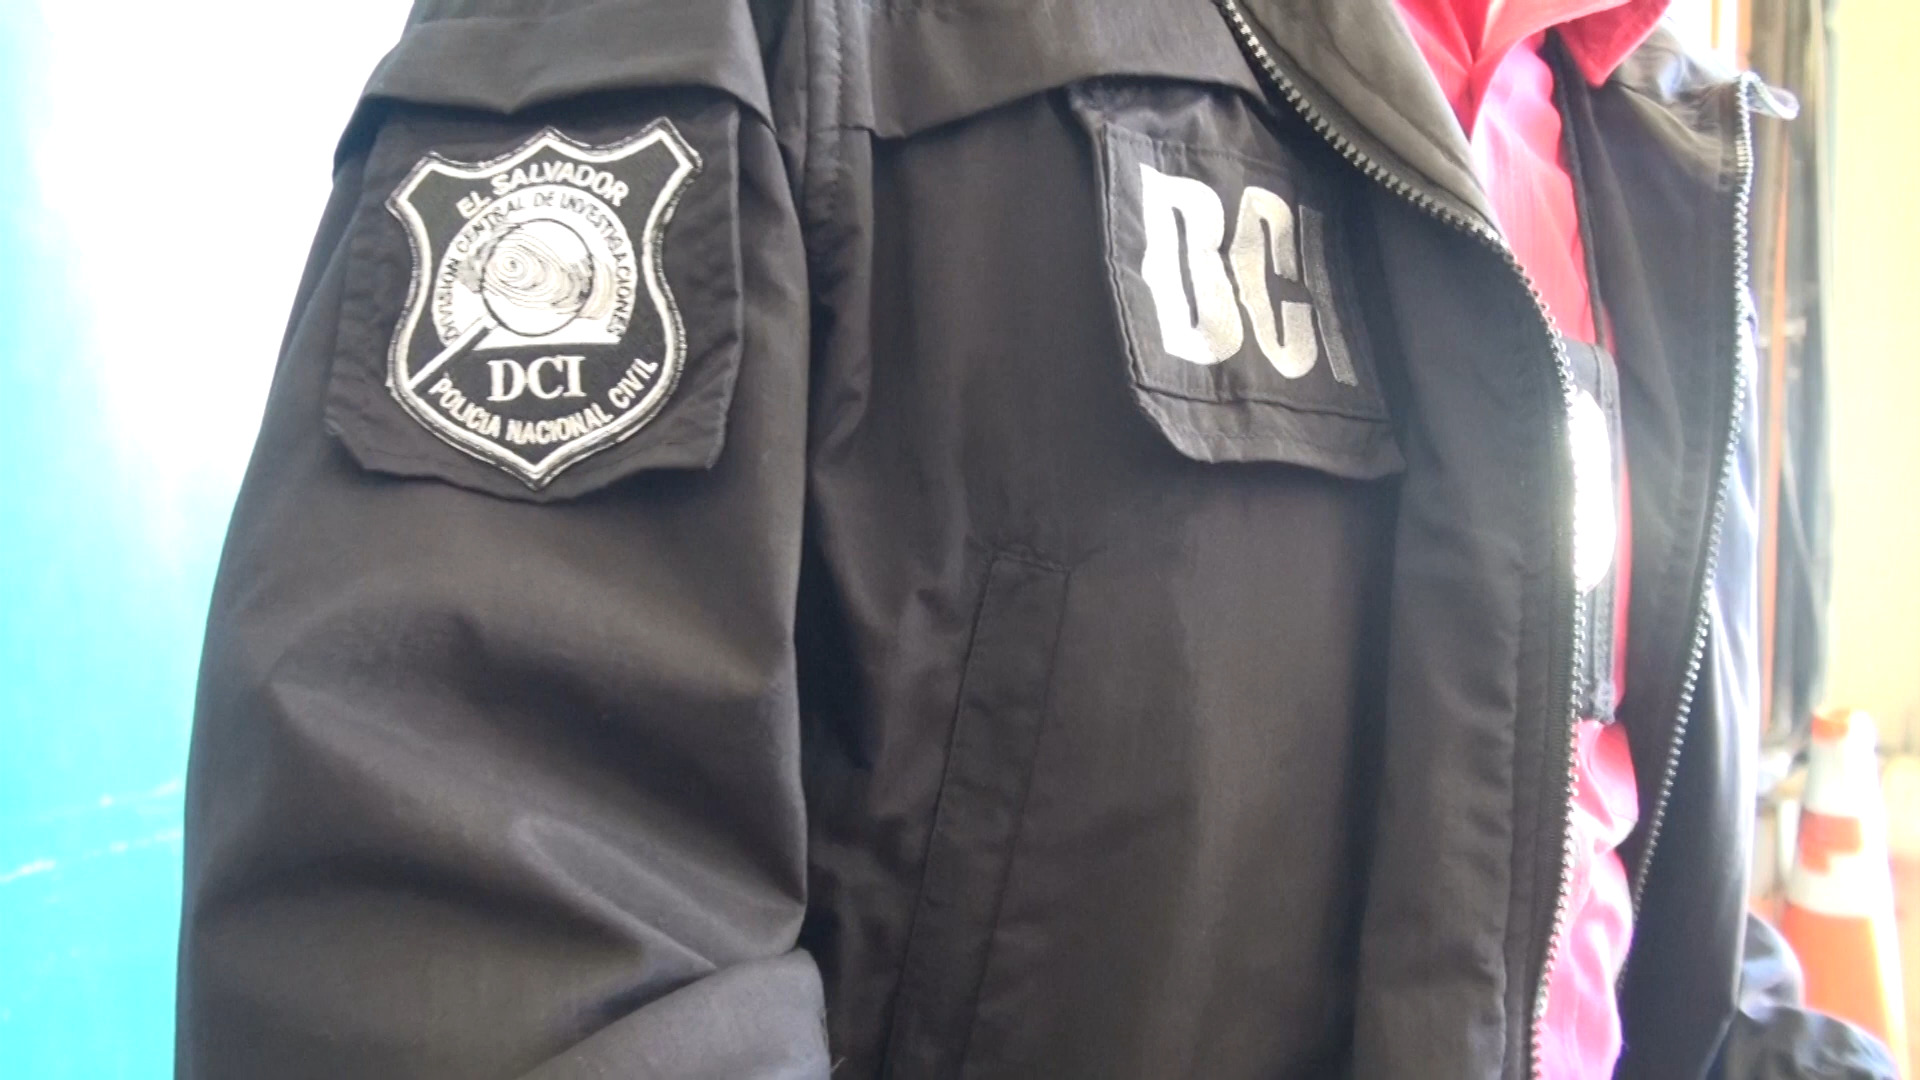 EL SALVADOR
DIVISION CENTRAL DE INVESTIGACIONES
DCI
POLICIA NACIONAL CIVIL
DCI